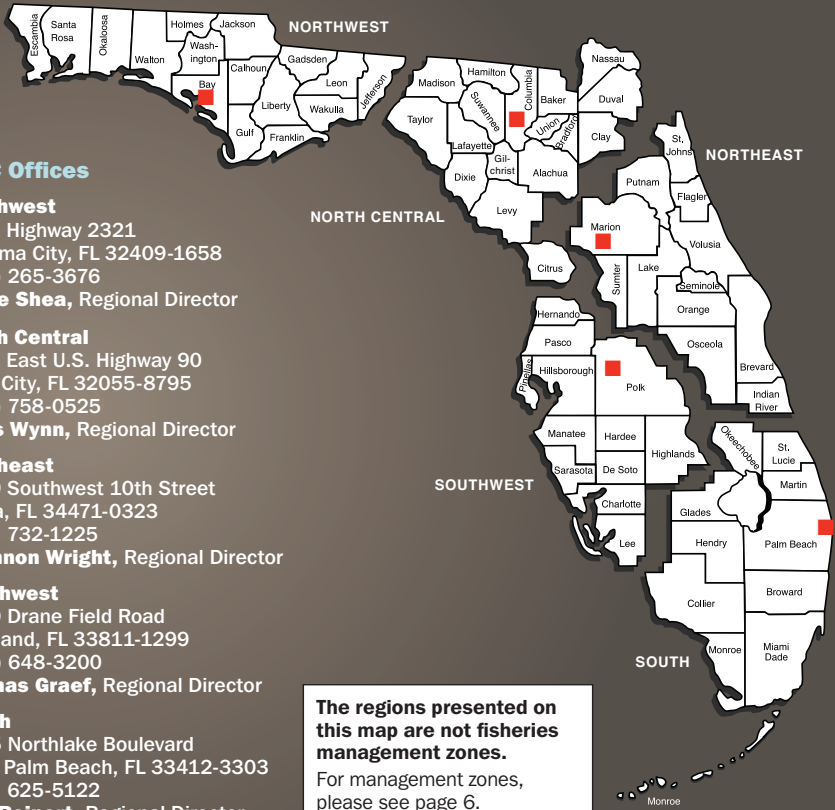 NORTHWEST
Escambia
Santa
Rosa
Okaloosa
Walton
Holmes
Jackson
Wash-
ington
Bay
Calhoun
Gulf
Liberty
Gadsden
Franklin
Leon
Wakulla
Jefferson
NORTH CENTRAL
Madison
Hamilton
Taylor
Suwannee
Columbia
Baker
Union
Bradford
Lafayette
Gil-
christ
Dixie
Alachua
Levy
Citrus
NORTHEAST
Nassau
Duval
Clay
St.
Johns
Putnam
Flagler
Marion
Volusia
Sumter
Lake
Seminole
Orange
Osceola
Brevard
Indian
River
SOUTHWEST
Hernando
Pasco
Pinellas
Hillsborough
Polk
Manatee
Hardee
Highlands
Sarasota
De Soto
Charlotte
Lee
SOUTH
Okeechobee
St.
Lucie
Martin
Glades
Hendry
Palm Beach
Collier
Broward
Monroe
Miami
Dade
Monroe
Offices
hwest
Highway 2321
ma City, FL 32409-1658
265-3676
e Shea, Regional Director
h Central
East U.S. Highway 90
City, FL 32055-8795
758-0525
s Wynn, Regional Director
heast
Southwest 10th Street
a, FL 34471-0323
732-1225
nnon Wright, Regional Director
hwest
Drane Field Road
land, FL 33811-1299
648-3200
mas Graef, Regional Director
h
Northlake Boulevard
Palm Beach, FL 33412-3303
625-5122
Regional Director
The regions presented on
this map are not fisheries
management zones.
For management zones,
please see page 6.